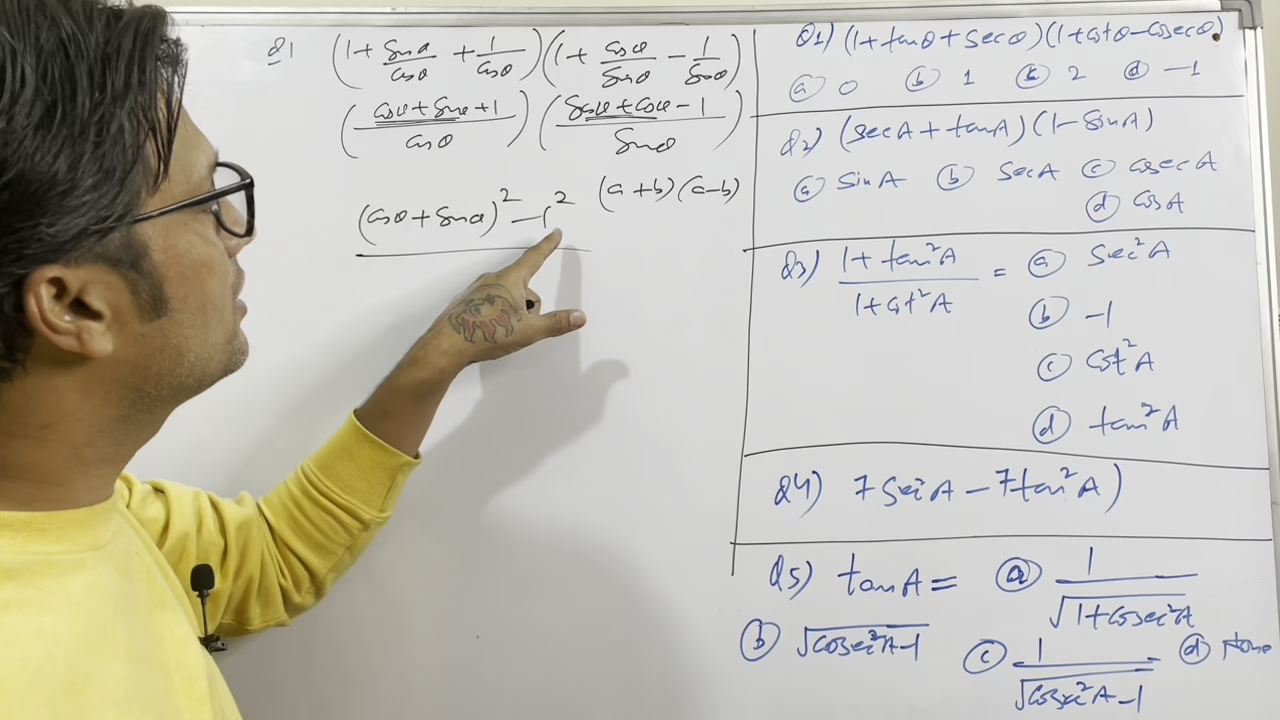 Q1 (1 + sinθ/cosθ + 1/cosθ)(1 + cosθ/sinθ − 1/sinθ)
((cosθ + sinθ + 1)/cosθ)((sinθ + cosθ − 1)/sinθ)
(cosθ + sinθ)² − 1² (a+b)(a−b)
Q1) (1+tanθ+secθ)(1+cotθ−cosecθ)
(a) 0 (b) 1 (c) 2 (d) −1
Q2) (secA+tanA)(1−sinA)
(a) sinA (b) secA (c) cosecA
(d) cosA
Q3) (1+tan²A)/(1+cot²A) = (a) sec²A
(b) −1
(c) cot²A
(d) tan²A
Q4) 7sec²A − 7tan²A)
Q5) tanA = (a) 1/√(1+cosec²A)
(b) √(cosec²A−1) (c) 1/√(cosec²A−1) (d) None